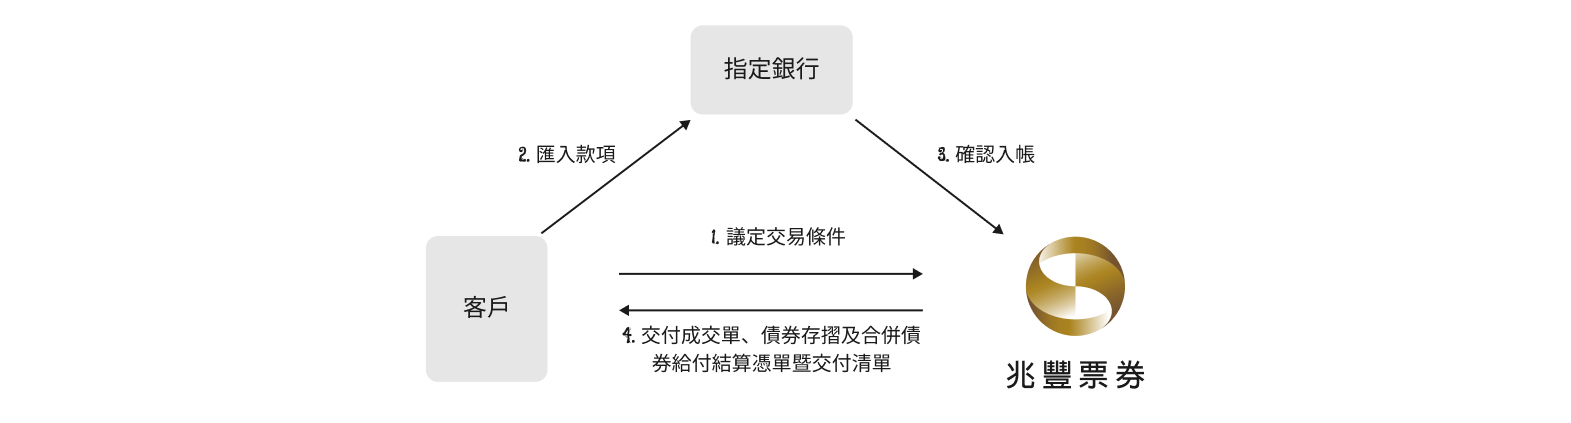 指定銀行
2. 匯入款項
3. 確認入帳
1. 議定交易條件
客戶
4. 交付成交單、債券存摺及合併債
券給付結算憑單暨交付清單
兆豐票券